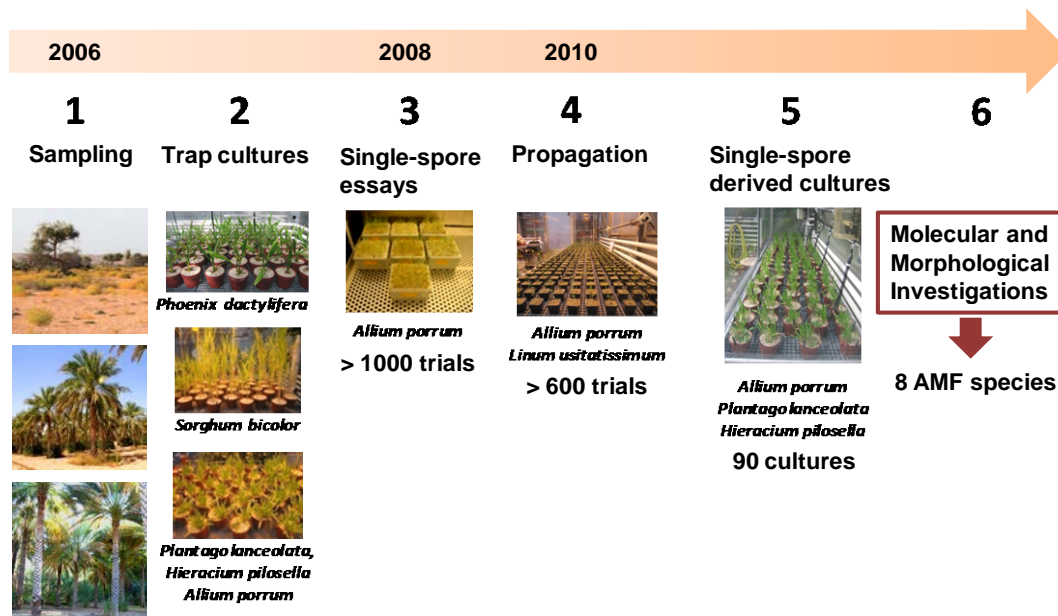 2006
2008
2010
1
2
3
4
5
6
Sampling
Trap cultures
Single-spore
essays
Propagation
Single-spore
derived cultures
Phoenix dactylifera
Sorghum bicolor
Plantago lanceolata,
Hieracium pilosella
Allium porrum
Allium porrum
> 1000 trials
Allium porrum
Linum usitatissimum
> 600 trials
Allium porrum
Plantago lanceolata
Hieracium pilosella
90 cultures
Molecular and
Morphological
Investigations
8 AMF species